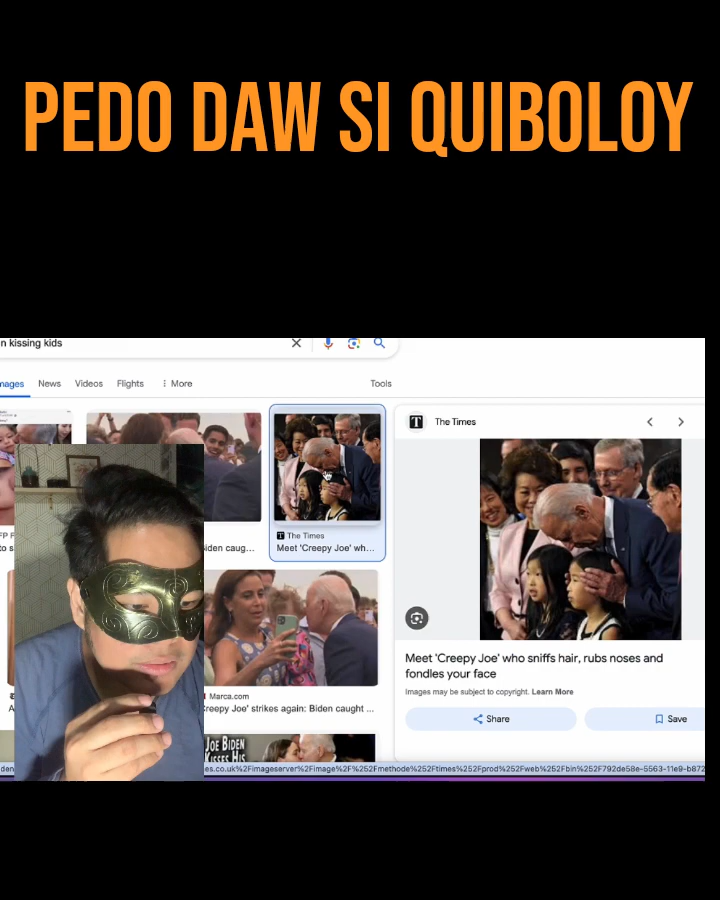 PEDO DAW SI QUIBOLOY
n kissing kids
mages News Videos Flights More Tools
The Times
The Times
iden caug...
Meet 'Creepy Joe' wh...
Meet 'Creepy Joe' who sniffs hair, rubs noses and
fondles your face
Images may be subject to copyright. Learn More
Marca.com
Creepy Joe' strikes again: Biden caught ...
Share
Save
JOE BIDEN
KISSES HIS